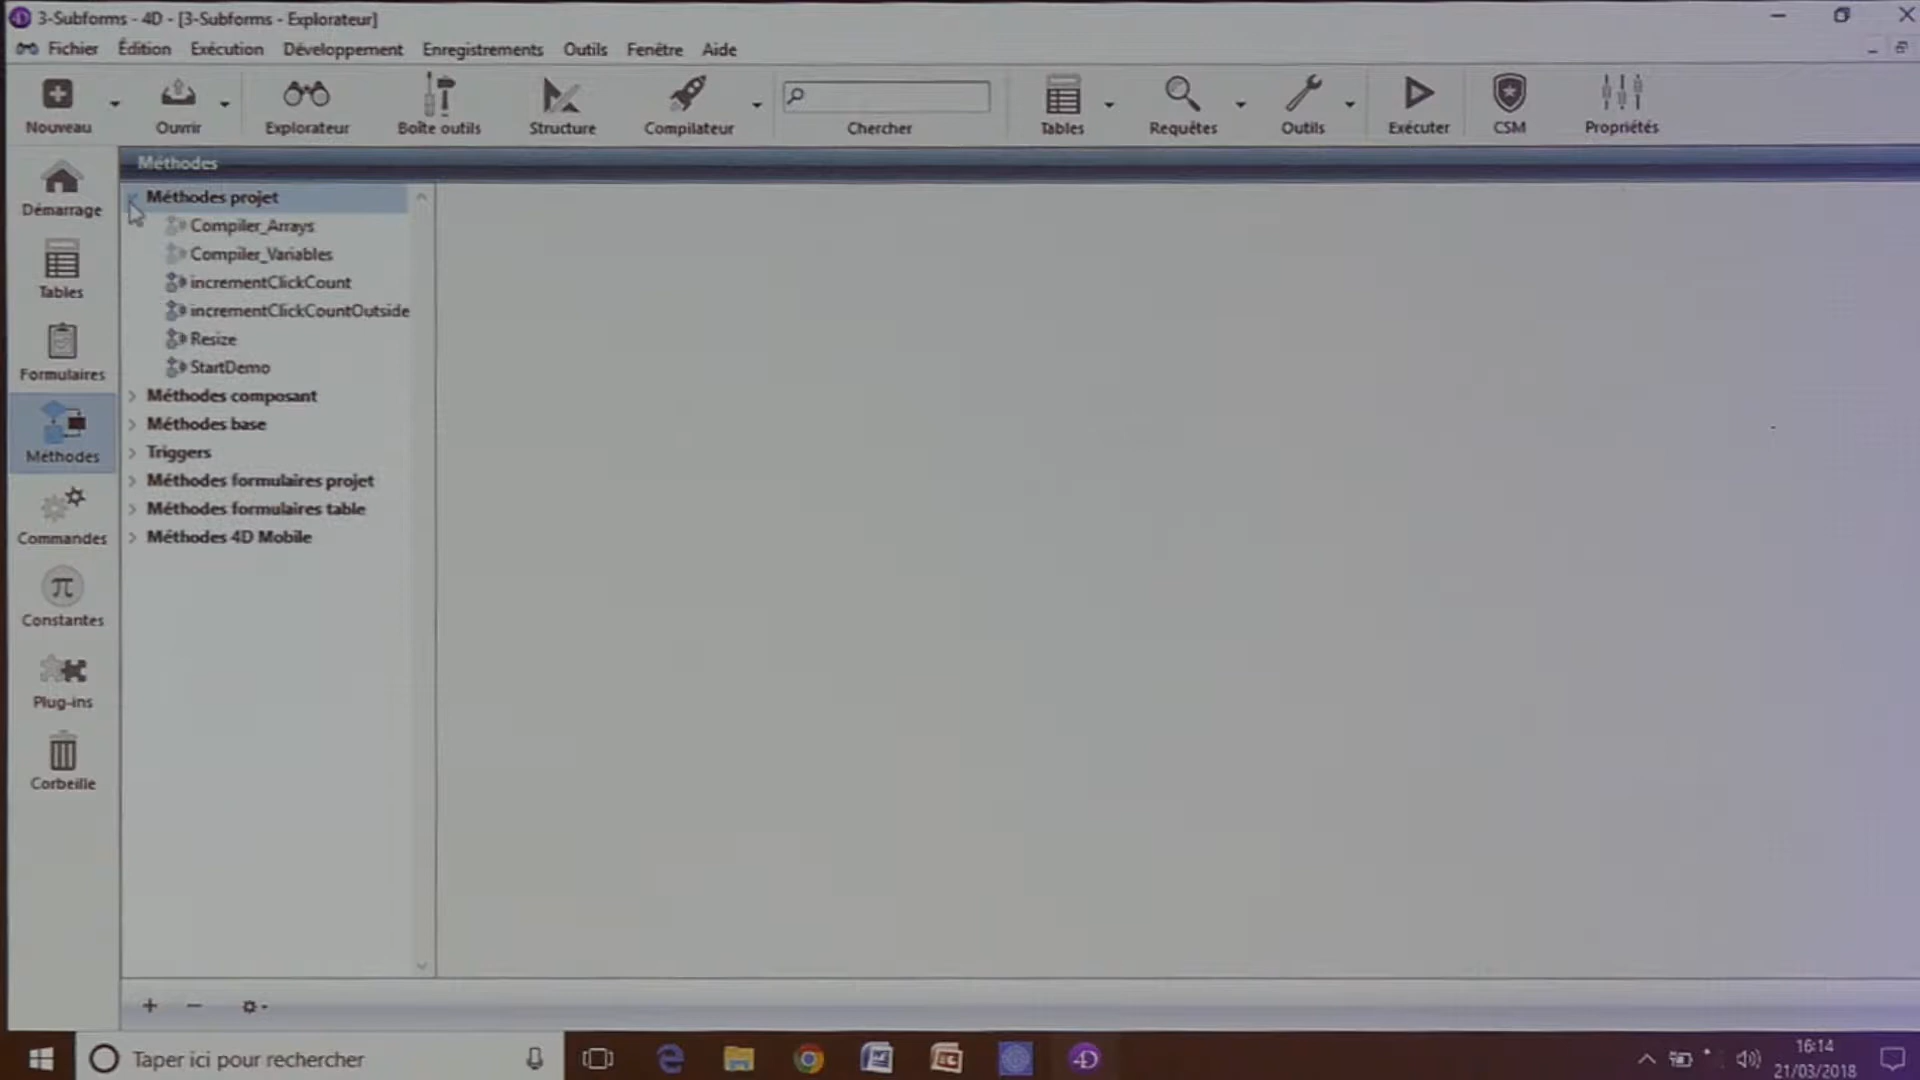 3-Subforms - 4D - [3-Subforms - Explorateur]
Fichier Édition Exécution Développement Enregistrements Outils Fenêtre Aide
Nouveau Ouvrir Explorateur Boîte outils Structure Compilateur Chercher Tables Requêtes Outils Exécuter CSM Propriétés
Démarrage
Tables
Formulaires
Méthodes
Commandes
Constantes
Plug-ins
Corbeille
Méthodes
Méthodes projet
Compiler_Arrays
Compiler_Variables
incrementClickCount
incrementClickCountOutside
Resize
StartDemo
Méthodes composant
Méthodes base
Triggers
Méthodes formulaires projet
Méthodes formulaires table
Méthodes 4D Mobile
Taper ici pour rechercher
16:14
21/03/2018